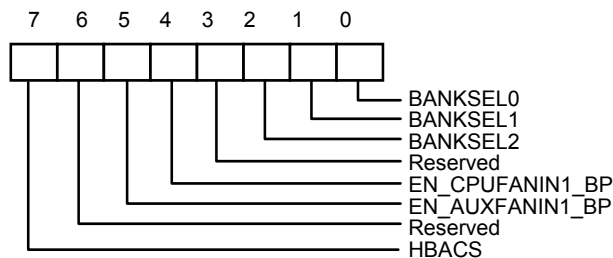 7 6 5 4 3 2 1 0
BANKSEL0
BANKSEL1
BANKSEL2
Reserved
EN_CPUFANIN1_BP
EN_AUXFANIN1_BP
Reserved
HBACS